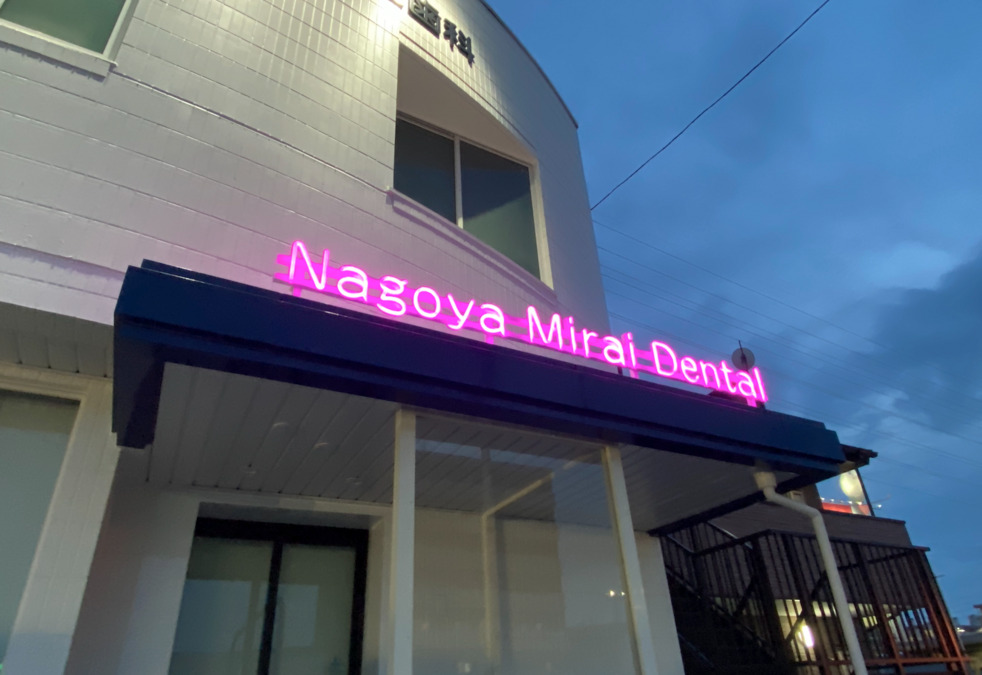 歯科
Nagoya Mirai Dental